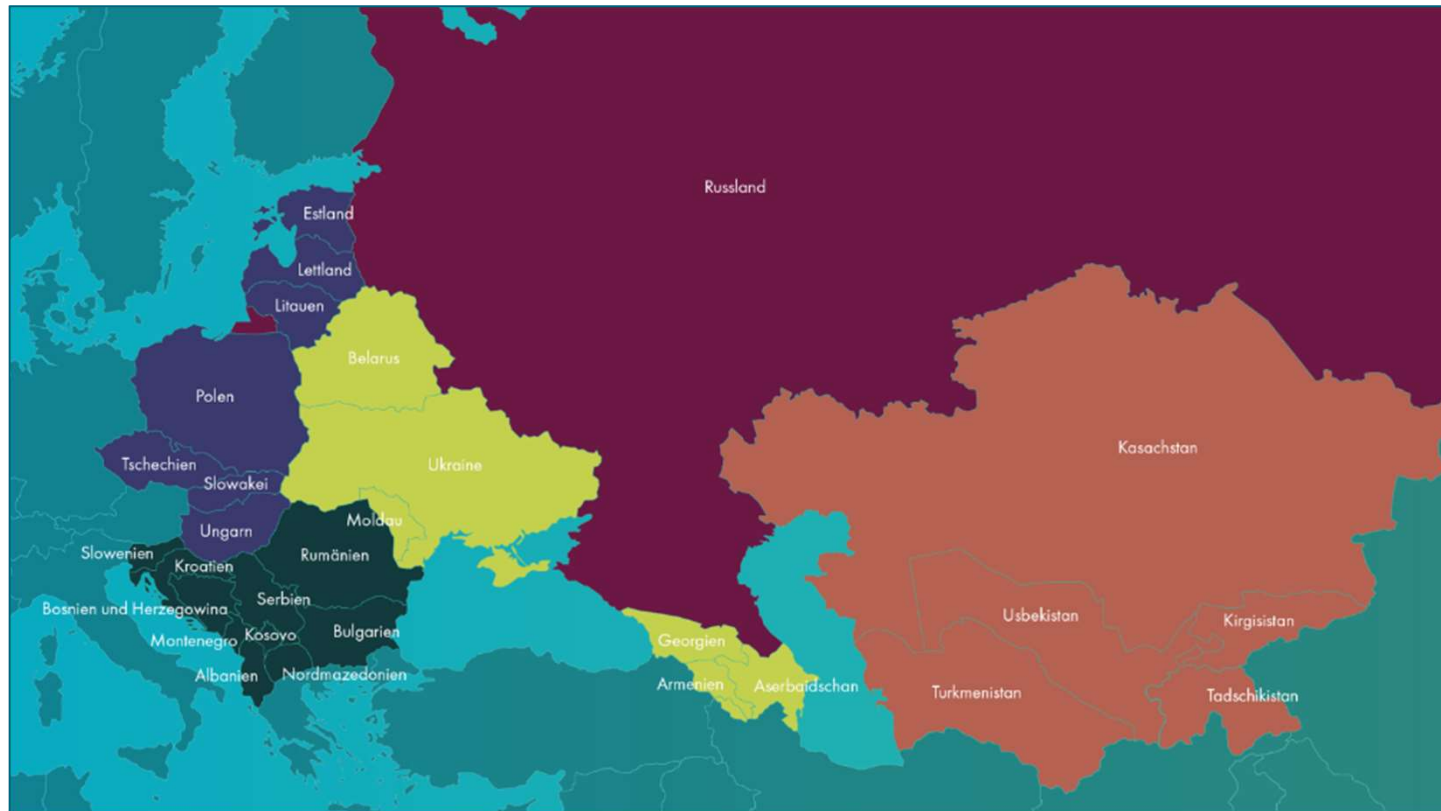 Russland
Estland
Lettland
Litauen
Belarus
Polen
Kasachstan
Tschechien
Ukraine
Slowakei
Moldau
Ungarn
Slowenien
Rumänien
Kroatien
Serbien
Bosnien und Herzegowina
Usbekistan
Kirgisistan
Kosovo
Bulgarien
Montenegro
Georgien
Albanien
Nordmazedonien
Armenien
Aserbaidschan
Turkmenistan
Tadschikistan